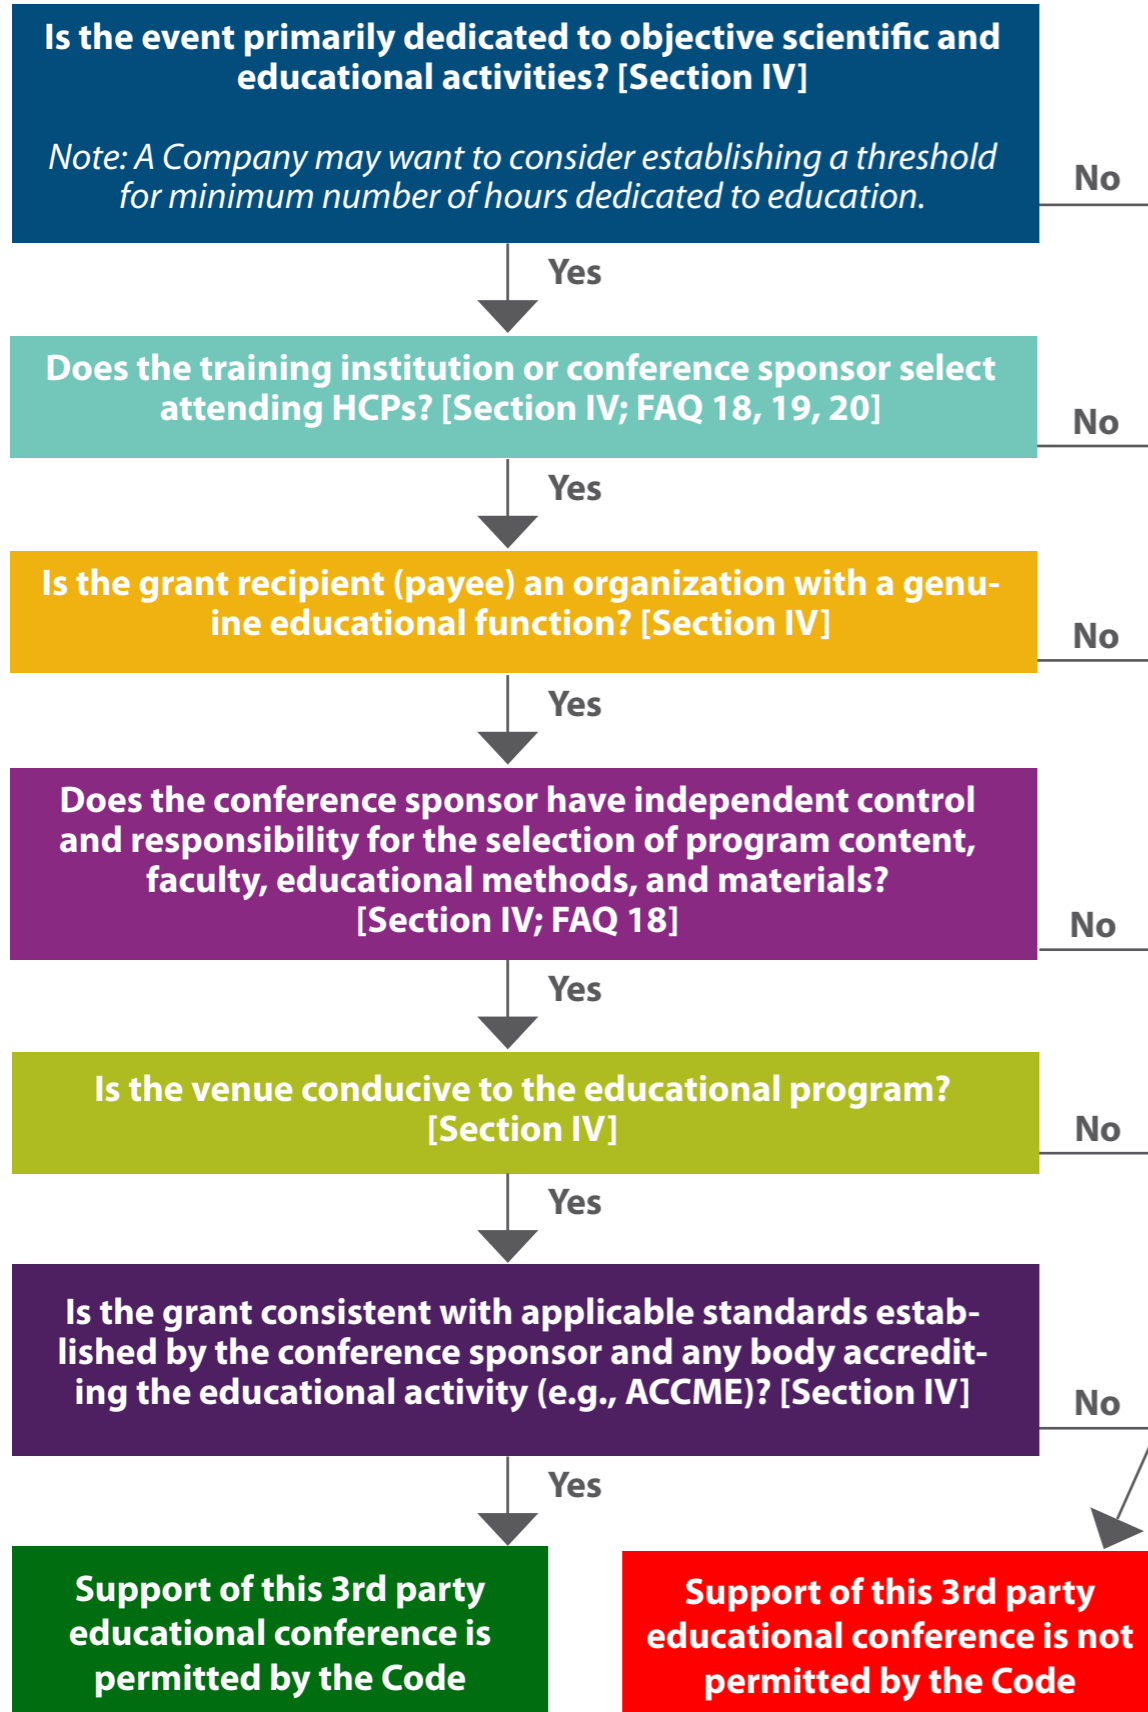 Is the event primarily dedicated to objective scientific and
educational activities? [Section IV]
Note: A Company may want to consider establishing a threshold
for minimum number of hours dedicated to education.
No
Yes
Does the training institution or conference sponsor select
attending HCPs? [Section IV; FAQ 18, 19, 20]
No
Yes
Is the grant recipient (payee) an organization with a genu-
ine educational function? [Section IV]
No
Yes
Does the conference sponsor have independent control
and responsibility for the selection of program content,
faculty, educational methods, and materials?
[Section IV; FAQ 18]
No
Yes
Is the venue conducive to the educational program?
[Section IV]
No
Yes
Is the grant consistent with applicable standards estab-
lished by the conference sponsor and any body accredit-
ing the educational activity (e.g., ACCME)? [Section IV]
No
Yes
Support of this 3rd party
educational conference is
permitted by the Code
Support of this 3rd party
educational conference is not
permitted by the Code